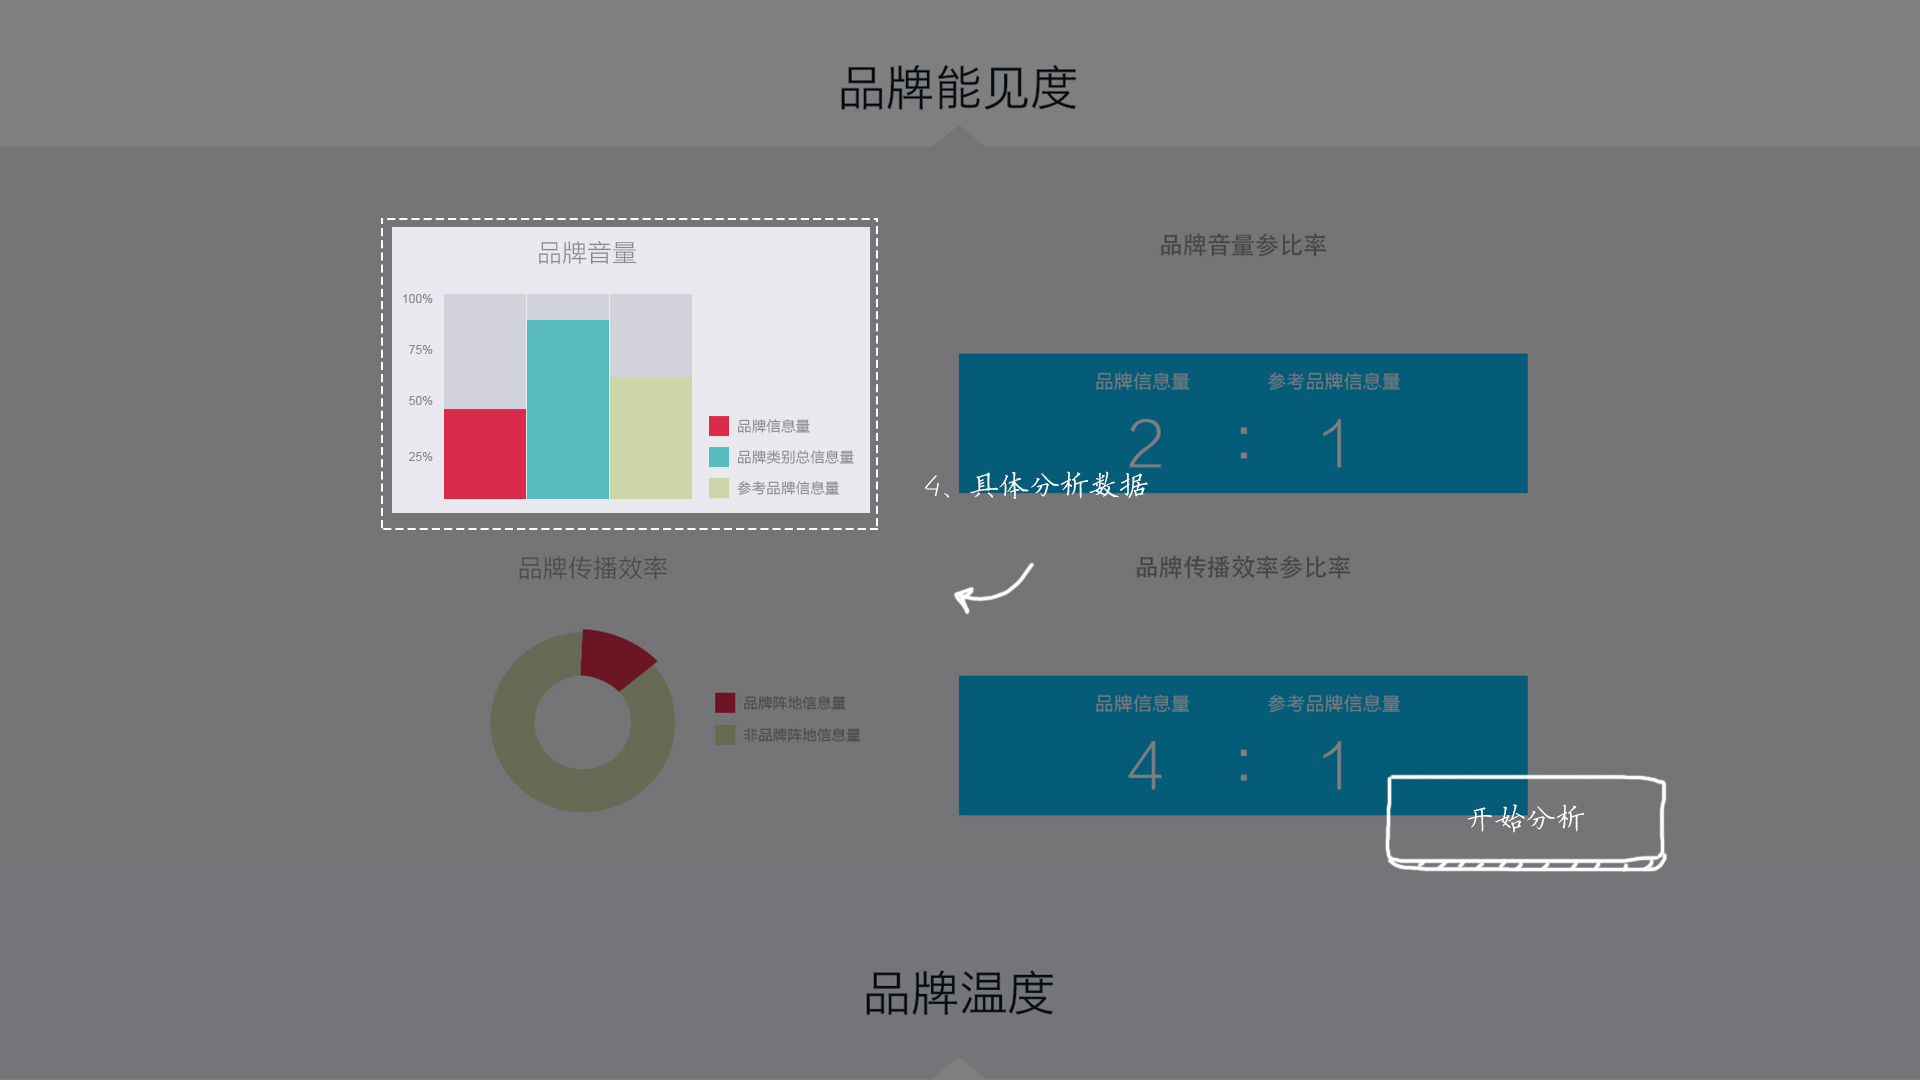 品牌能见度
品牌音量
100%
75%
50%
25%
品牌信息量
品牌类别总信息量
参考品牌信息量
品牌音量参比率
品牌信息量 参考品牌信息量
2 : 1
4、具体分析数据
品牌传播效率
品牌阵地信息量
非品牌阵地信息量
品牌传播效率参比率
品牌信息量 参考品牌信息量
4 : 1
开始分析
品牌温度